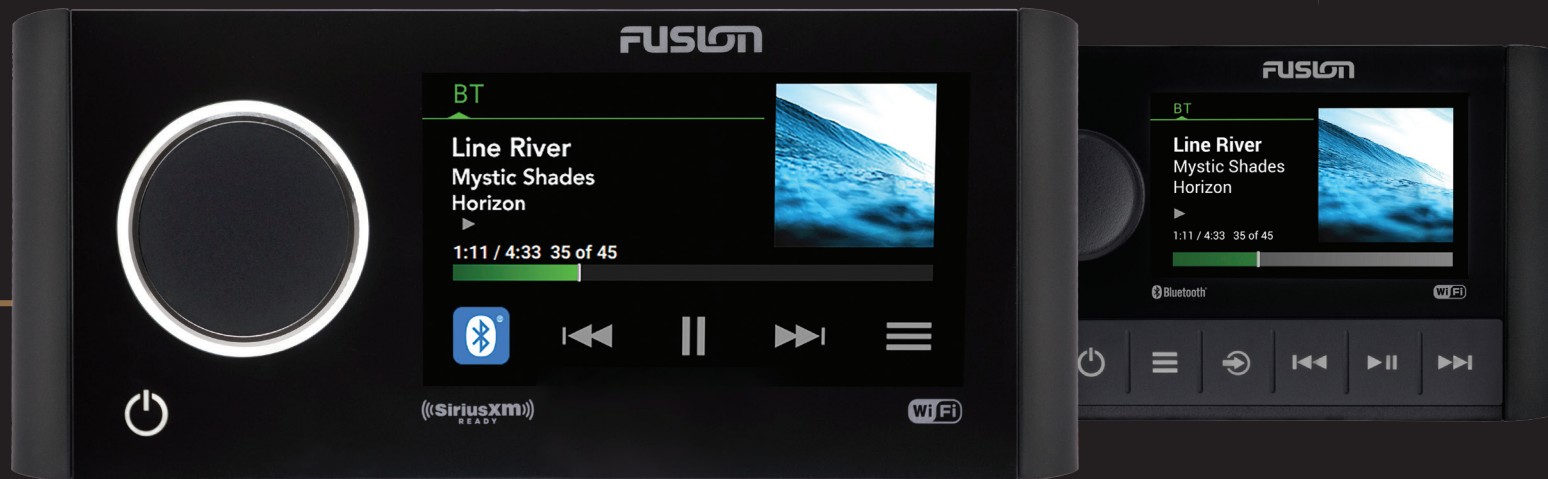 FUSION
BT
Line River
Mystic Shades
Horizon
1:11 / 4:33 35 of 45
SiriusXM
READY
WiFi
FUSION
BT
Line River
Mystic Shades
Horizon
1:11 / 4:33 35 of 45
Bluetooth
WiFi